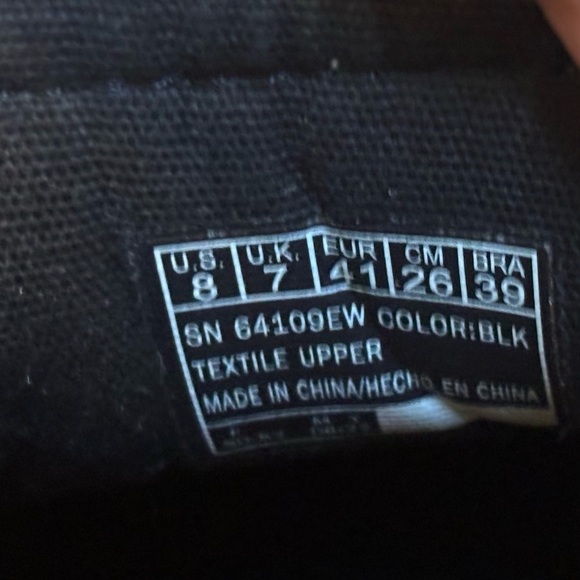 U.S. U.K. EUR CM BRA
8 7 41 26 39
SN 64109EW COLOR:BLK
TEXTILE UPPER
MADE IN CHINA/HECHO EN CHINA